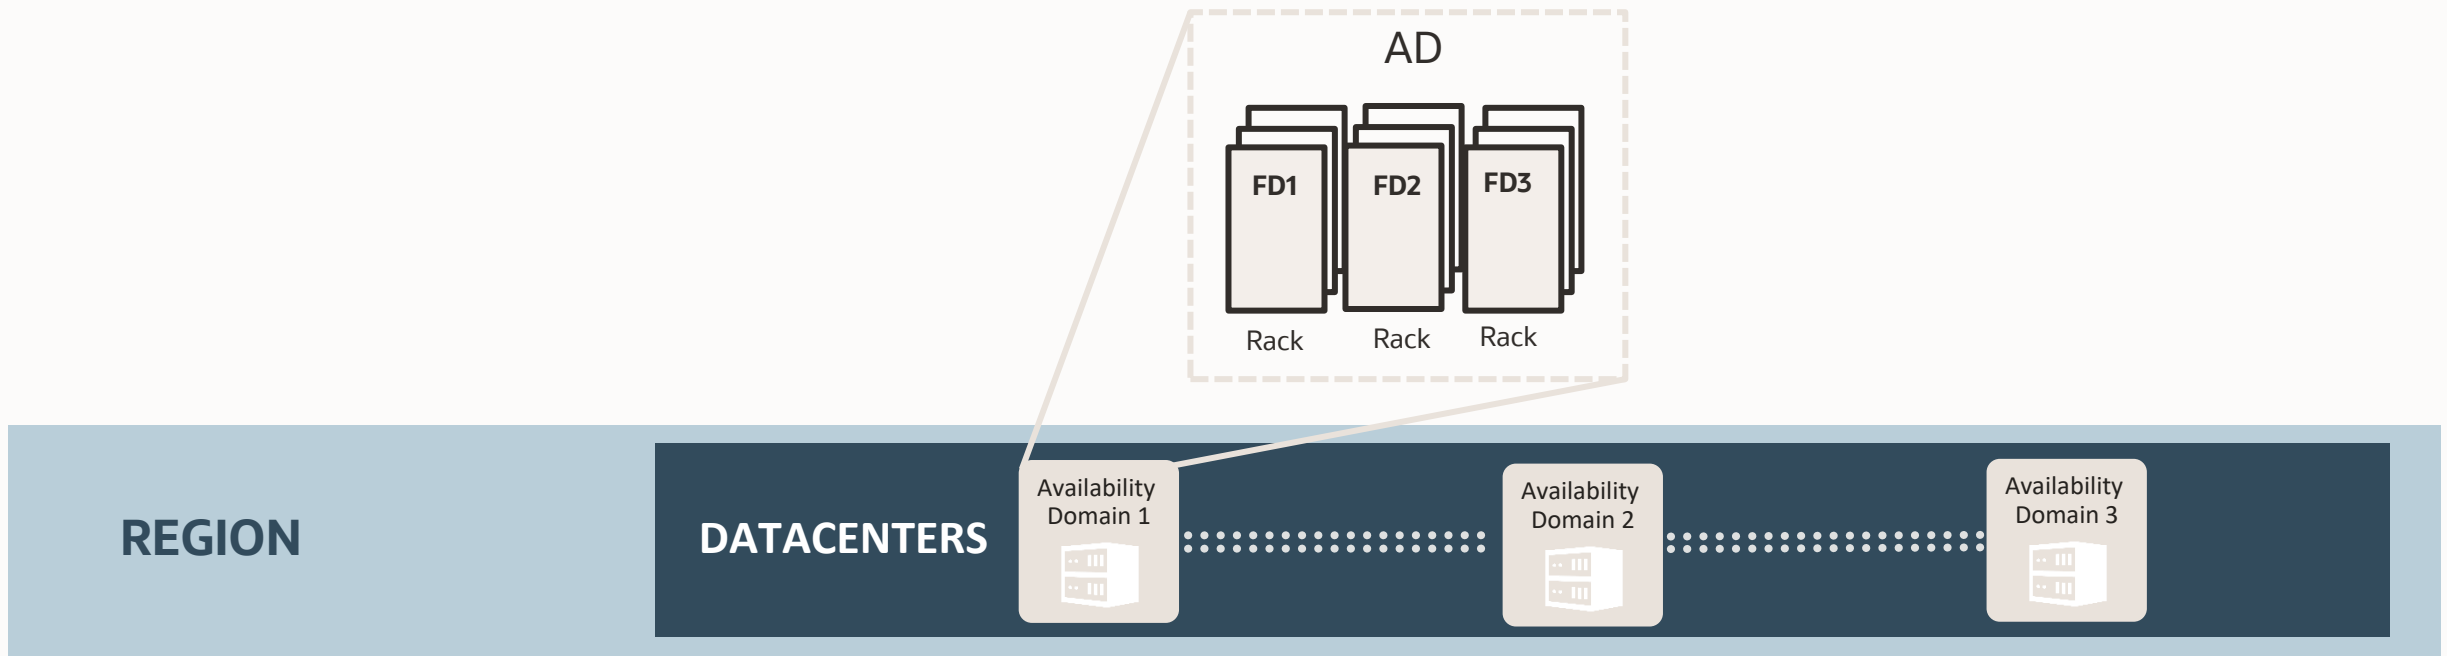 AD
FD1
FD2
FD3
Rack
Rack
Rack
REGION
DATACENTERS
Availability
Domain 1
Availability
Domain 2
Availability
Domain 3